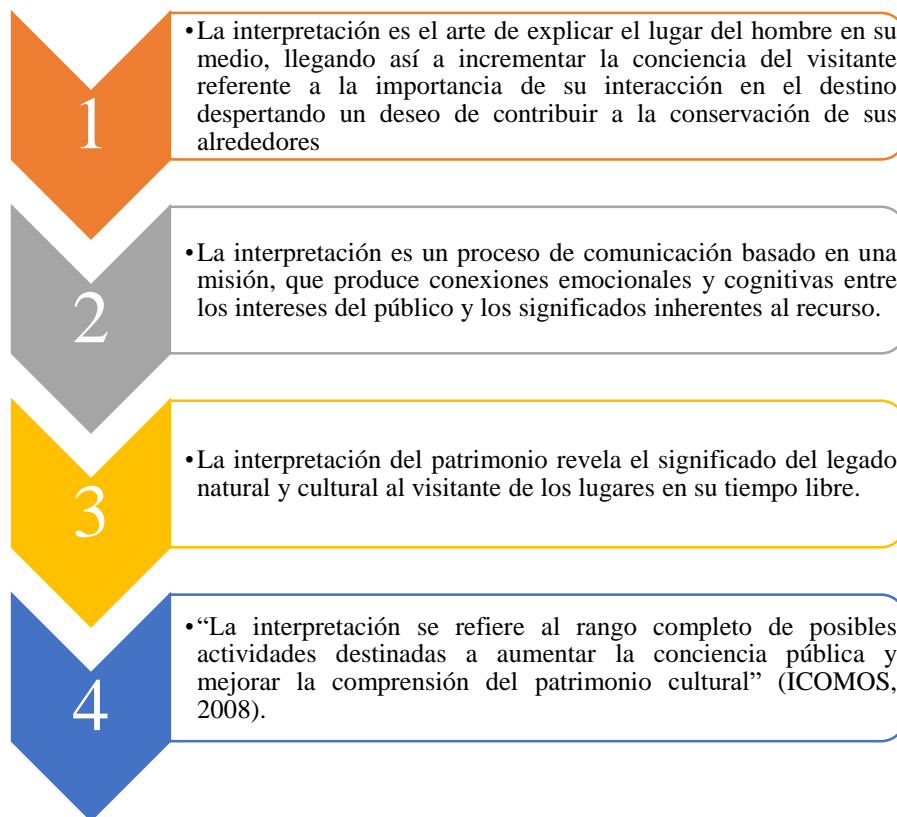 1
•La interpretación es el arte de explicar el lugar del hombre en su
medio, llegando así a incrementar la conciencia del visitante
referente a la importancia de su interacción en el destino
despertando un deseo de contribuir a la conservación de sus
alrededores
2
•La interpretación es un proceso de comunicación basado en una
misión, que produce conexiones emocionales y cognitivas entre
los intereses del público y los significados inherentes al recurso.
3
•La interpretación del patrimonio revela el significado del legado
natural y cultural al visitante de los lugares en su tiempo libre.
4
•“La interpretación se refiere al rango completo de posibles
actividades destinadas a aumentar la conciencia pública y
mejorar la comprensión del patrimonio cultural” (ICOMOS,
2008).